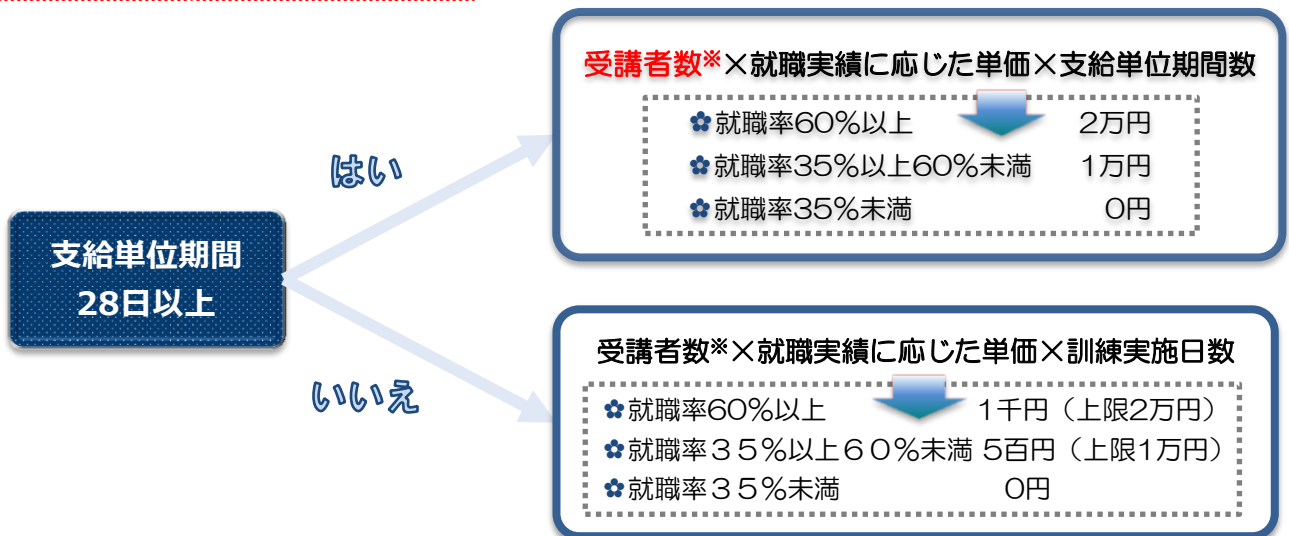 受講者数※×就職実績に応じた単価×支給単位期間数
✿就職率60%以上 2万円
✿就職率35%以上60%未満 1万円
✿就職率35%未満 0円
はい
支給単位期間
28日以上
いいえ
受講者数※×就職実績に応じた単価×訓練実施日数
✿就職率60%以上 1千円（上限2万円）
✿就職率３５%以上６０%未満 5百円（上限1万円）
✿就職率３５%未満 0円